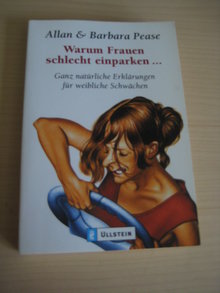 Allan & Barbara Pease
Warum Frauen
schlecht einparken ...
Ganz natürliche Erklärungen
für weibliche Schwächen
ULLSTEIN